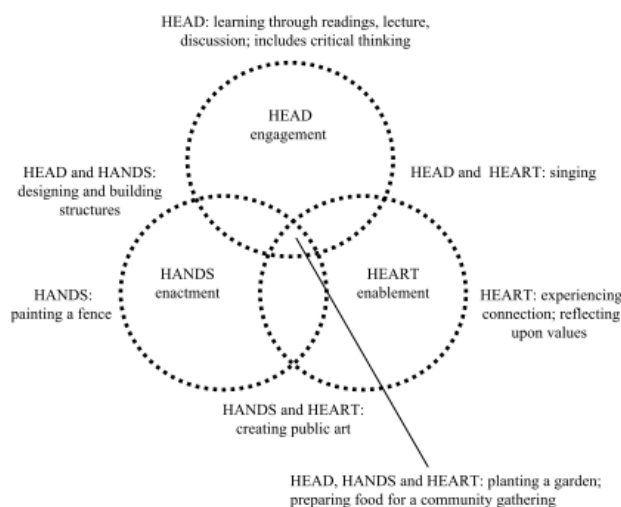 HEAD: learning through readings, lecture,
discussion; includes critical thinking
HEAD
engagement
HEAD and HANDS:
designing and building
structures
HEAD and  HEART: singing
HANDS
enactment
HEART
enablement
HANDS:
painting a fence
HEART: experiencing
connection; reflecting
upon values
HANDS and HEART:
creating public art
HEAD, HANDS and HEART: planting a garden;
preparing food for a community gathering